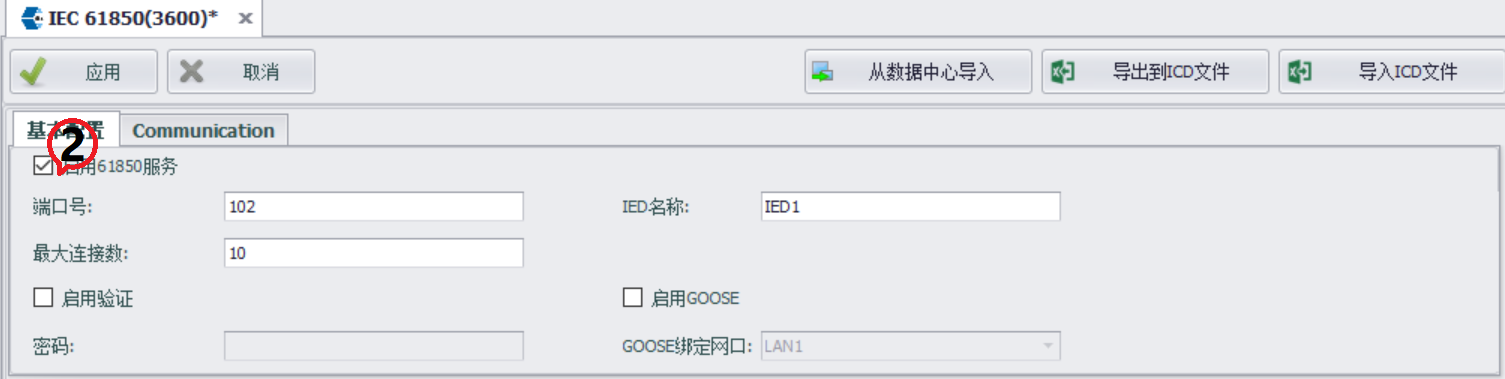 IEC 61850(3600)* x
应用 取消 从数据中心导入 导出到ICD文件 导入ICD文件
基本配置 Communication
2
启用61850服务
端口号: 102 IED名称: IED1
最大连接数: 10
启用验证 启用GOOSE
密码: GOOSE绑定网口: LAN1